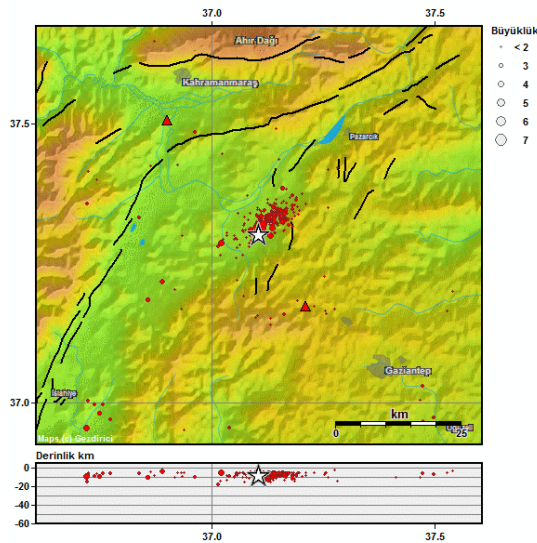 37.0 37.5
Büyüklük
< 2
3
4
5
6
7
Ahır Dağı
Kahramanmaraş
37.5
Pazarcık
Gaziantep
37.0
İslahiye
km
0 25
Oğuzeli
Maps (c) Gezdirici
Derinlik km
0
-20
-40
-60
37.0 37.5